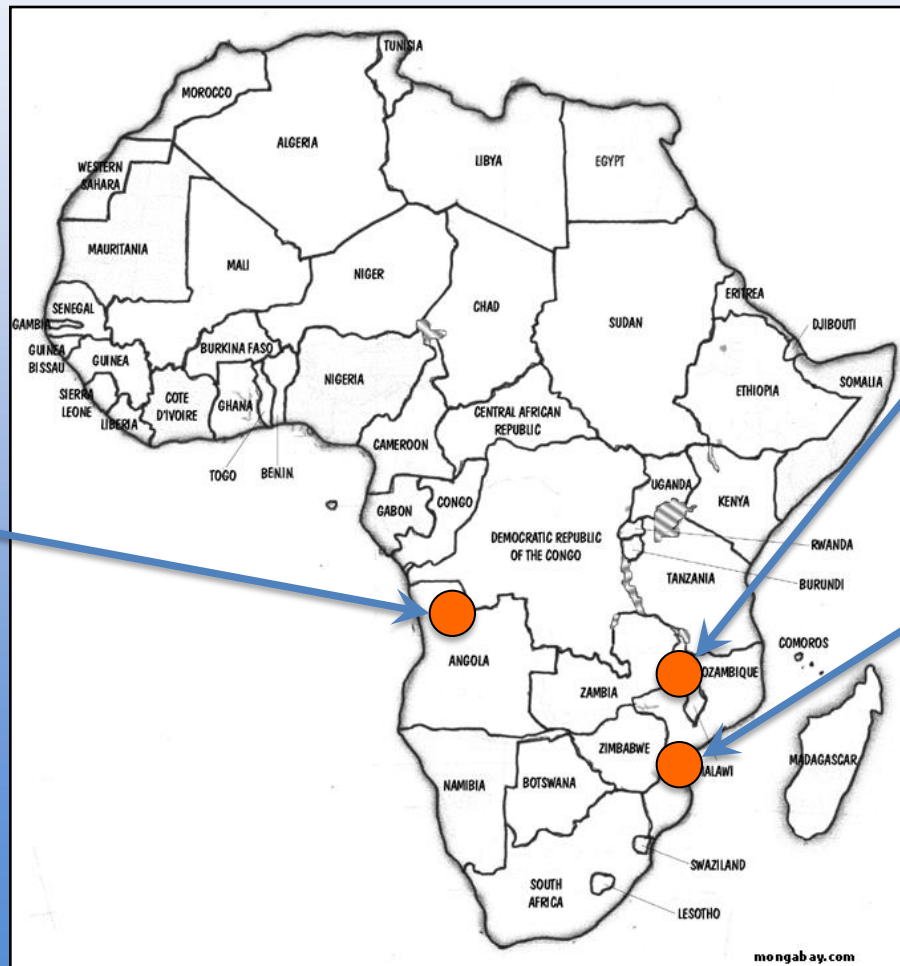 TUNISIA
MOROCCO
ALGERIA
LIBYA
EGYPT
WESTERN
SAHARA
MAURITANIA
MALI
NIGER
CHAD
SUDAN
ERITREA
DJIBOUTI
SENEGAL
GAMBIA
GUINEA
BISSAU
GUINEA
BURKINA FASO
SIERRA
LEONE
LIBERIA
COTE
D'IVOIRE
GHANA
TOGO
BENIN
NIGERIA
CAMEROON
CENTRAL AFRICAN
REPUBLIC
ETHIOPIA
SOMALIA
UGANDA
KENYA
GABON
CONGO
DEMOCRATIC REPUBLIC
OF THE CONGO
RWANDA
BURUNDI
TANZANIA
COMOROS
ANGOLA
ZAMBIA
OZAMBIQUE
ZIMBABWE
ALAWI
MADAGASCAR
NAMIBIA
BOTSWANA
SWAZILAND
SOUTH
AFRICA
LESOTHO
mongabay.com